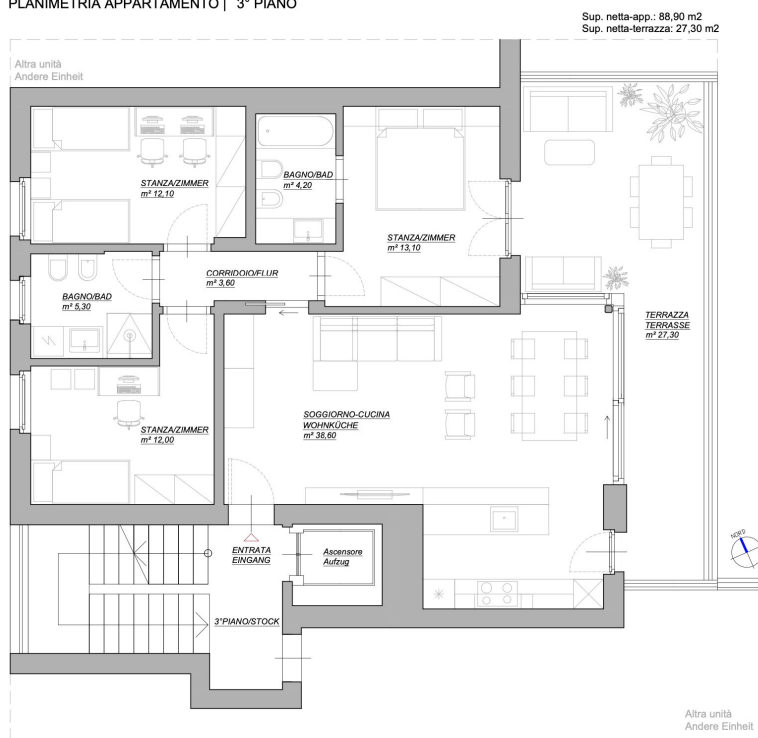 PLANIMETRIA APPARTAMENTO | 3° PIANO
Sup. netta-app.: 88,90 m2
Sup. netta-terrazza: 27,30 m2
Altra unità
Andere Einheit
STANZA/ZIMMER
m² 12,10
BAGNO/BAD
m² 4,20
STANZA/ZIMMER
m² 13,10
CORRIDOIO/FLUR
m² 3,60
BAGNO/BAD
m² 5,30
TERRAZZA
TERRASSE
m² 27,30
STANZA/ZIMMER
m² 12,00
SOGGIORNO-CUCINA
WOHNKÜCHE
m² 38,60
NORD
ENTRATA
EINGANG
Ascensore
Aufzug
3°PIANO/STOCK
Altra unità
Andere Einheit